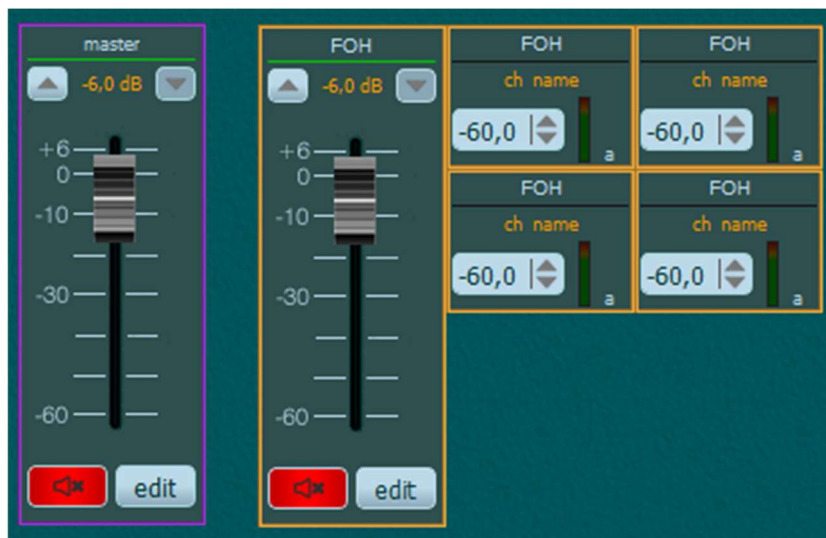 master
-6,0 dB
+6
0
-10
-30
-60
edit
FOH
-6,0 dB
+6
0
-10
-30
-60
edit
FOH
ch name
-60,0
a
FOH
ch name
-60,0
a
FOH
ch name
-60,0
a
FOH
ch name
-60,0
a